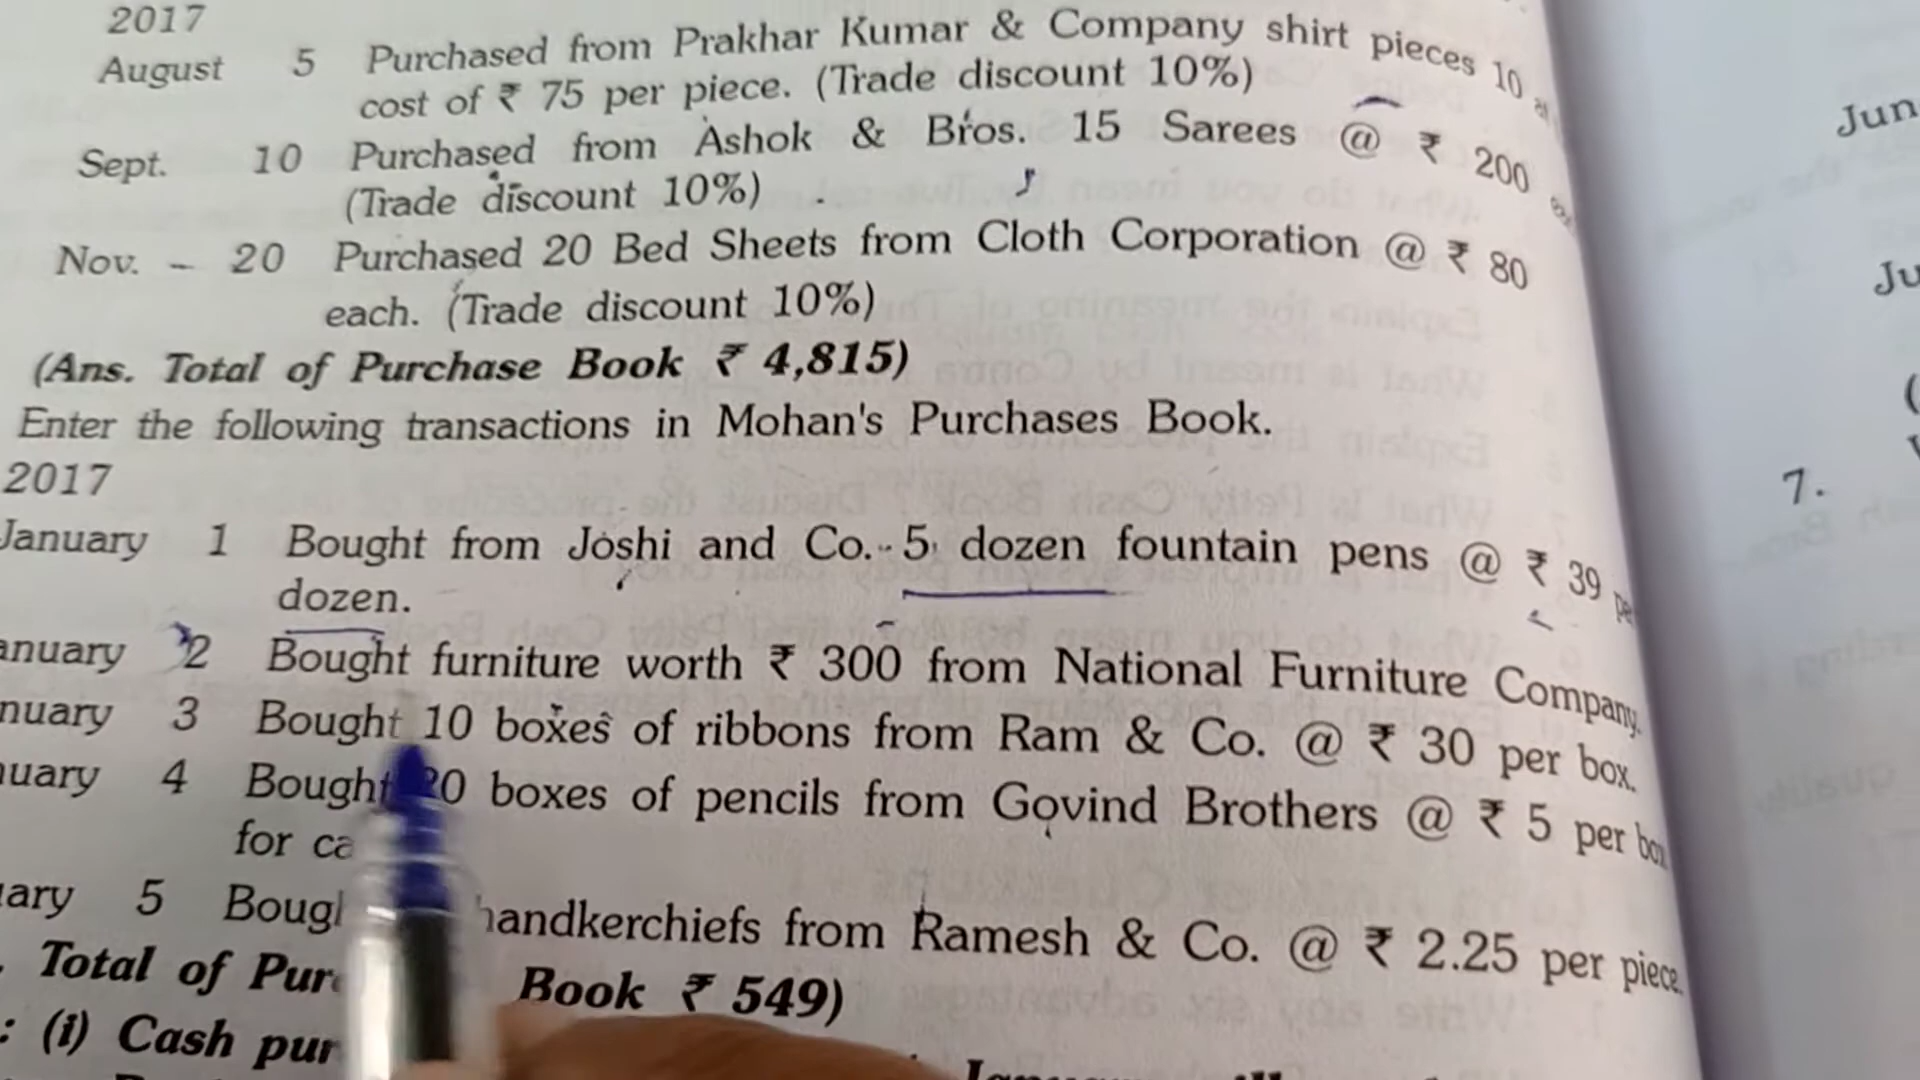 2017
August 5 Purchased from Prakhar Kumar & Company shirt pieces 10
cost of ₹ 75 per piece. (Trade discount 10%)
Sept. 10 Purchased from Ashok & Bros. 15 Sarees @ ₹ 200
(Trade discount 10%)
Nov. - 20 Purchased 20 Bed Sheets from Cloth Corporation @ ₹ 80
each. (Trade discount 10%)
(Ans. Total of Purchase Book ₹ 4,815)
Enter the following transactions in Mohan's Purchases Book.
2017
January 1 Bought from Joshi and Co. 5 dozen fountain pens @ ₹ 39
dozen.
anuary 2 Bought furniture worth ₹ 300 from National Furniture Company.
nuary 3 Bought 10 boxes of ribbons from Ram & Co. @ ₹ 30 per box.
uary 4 Bought 20 boxes of pencils from Govind Brothers @ ₹ 5 per box
for ca
ary 5 Bough handkerchiefs from Ramesh & Co. @ ₹ 2.25 per piece.
Total of Pur Book ₹ 549)
: (i) Cash pur
Jun
Ju
7.